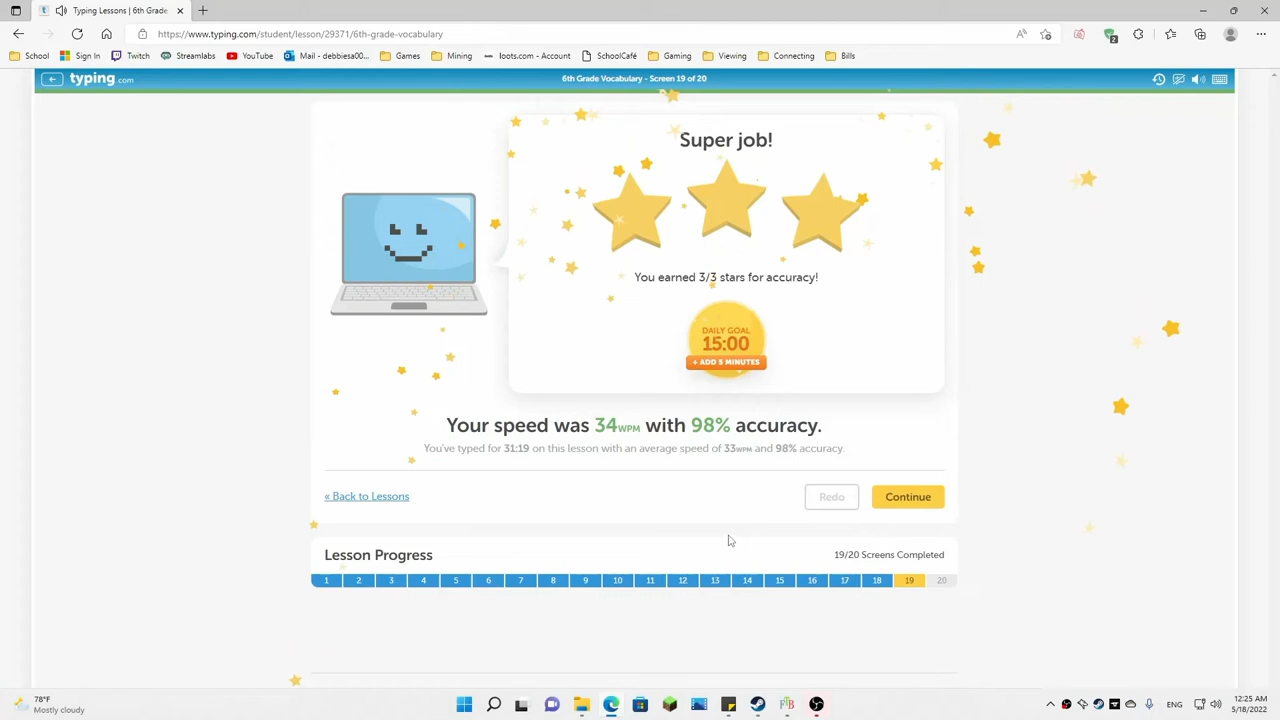 Typing Lessons | 6th Grade
https://www.typing.com/student/lesson/29371/6th-grade-vocabulary
School Sign In Twitch Streamlabs YouTube Mail - debbiesa00... Games Mining loots.com - Account SchoolCafé Gaming Viewing Connecting Bills
typing.com
6th Grade Vocabulary - Screen 19 of 20
Super job!
You earned 3/3 stars for accuracy!
DAILY GOAL
15:00
+ ADD 5 MINUTES
Your speed was 34WPM with 98% accuracy.
You've typed for 31:19 on this lesson with an average speed of 33WPM and 98% accuracy.
« Back to Lessons
Redo
Continue
Lesson Progress
19/20 Screens Completed
1 2 3 4 5 6 7 8 9 10 11 12 13 14 15 16 17 18 19 20
78°F
Mostly cloudy
FTB
ENG
12:25 AM
5/18/2022